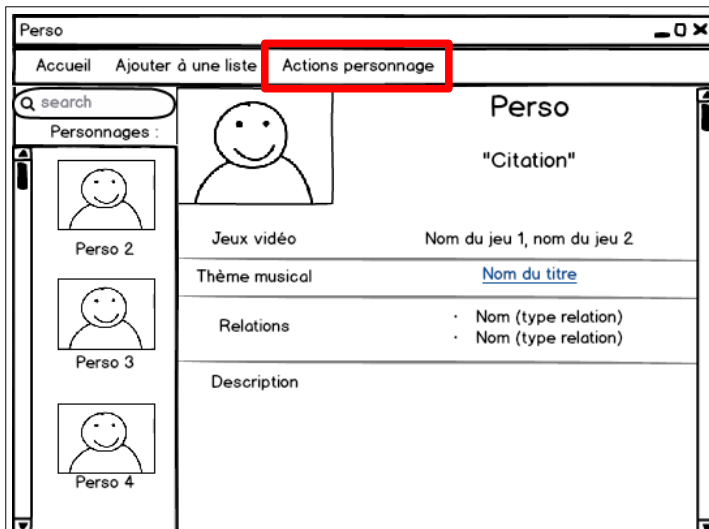 Perso
Accueil Ajouter à une liste Actions personnage
search
Personnages :
Perso 2
Perso 3
Perso 4
Perso
"Citation"
Jeux vidéo Nom du jeu 1, nom du jeu 2
Thème musical Nom du titre
Relations
· Nom (type relation)
· Nom (type relation)
Description